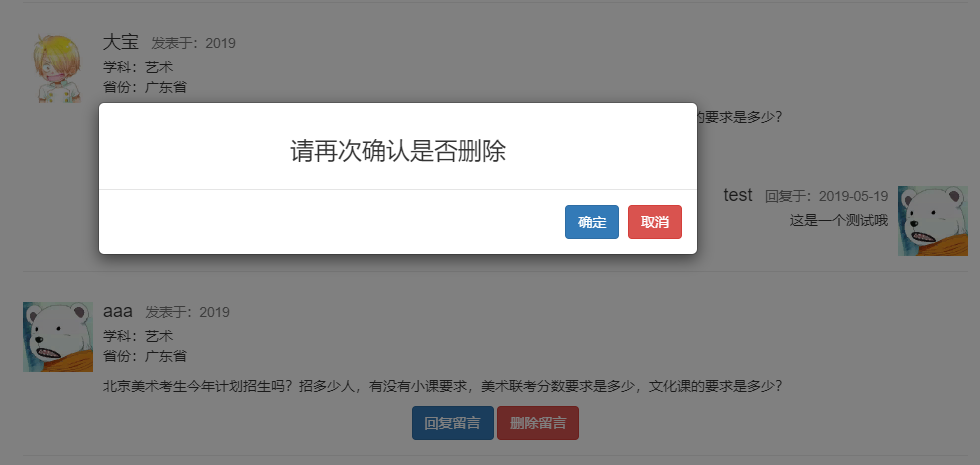 大宝 发表于：2019
学科：艺术
省份：广东省
的要求是多少？
请再次确认是否删除
确定 取消
test 回复于：2019-05-19
这是一个测试哦
aaa 发表于：2019
学科：艺术
省份：广东省
北京美术考生今年计划招生吗？招多少人，有没有小课要求，美术联考分数要求是多少，文化课的要求是多少？
回复留言 删除留言